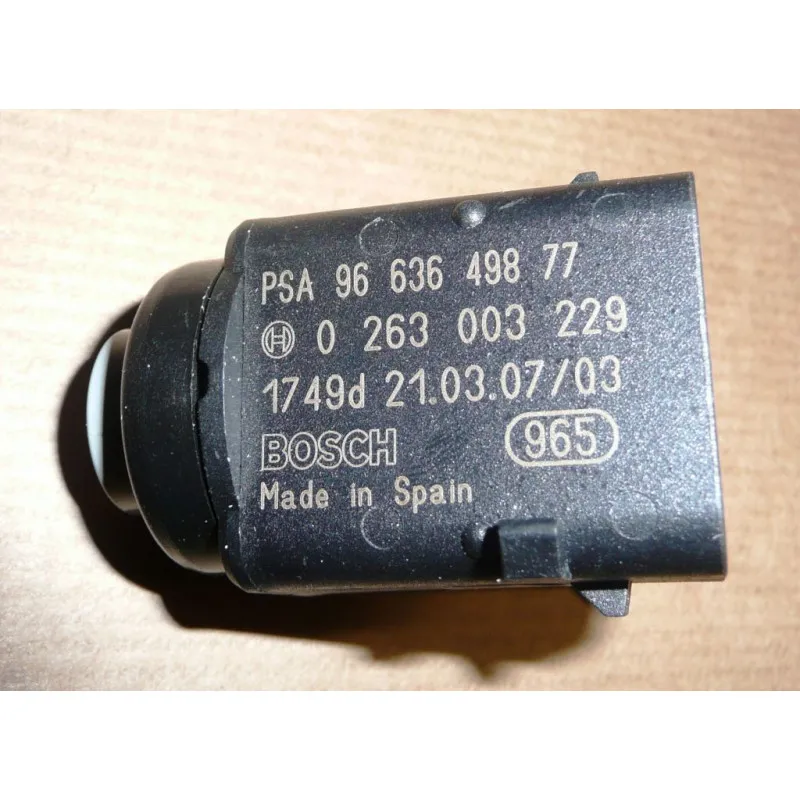 PSA 96 636 498 77
H 0 263 003 229
1749d 21.03.07/03
BOSCH 965
Made in Spain